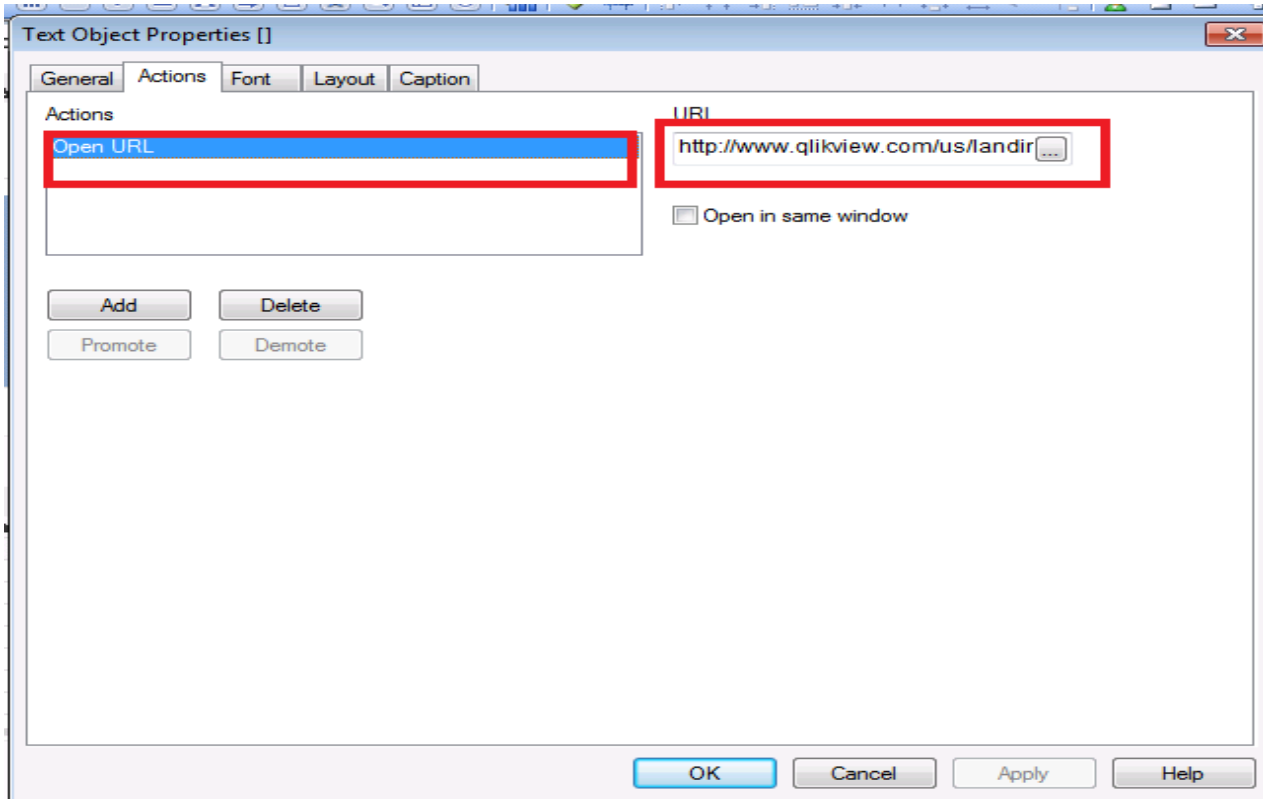 Text Object Properties []
General Actions Font Layout Caption
Actions
URL
Open URL
http://www.qlikview.com/us/landir ...
Open in same window
Add Delete
Promote Demote
OK Cancel Apply Help